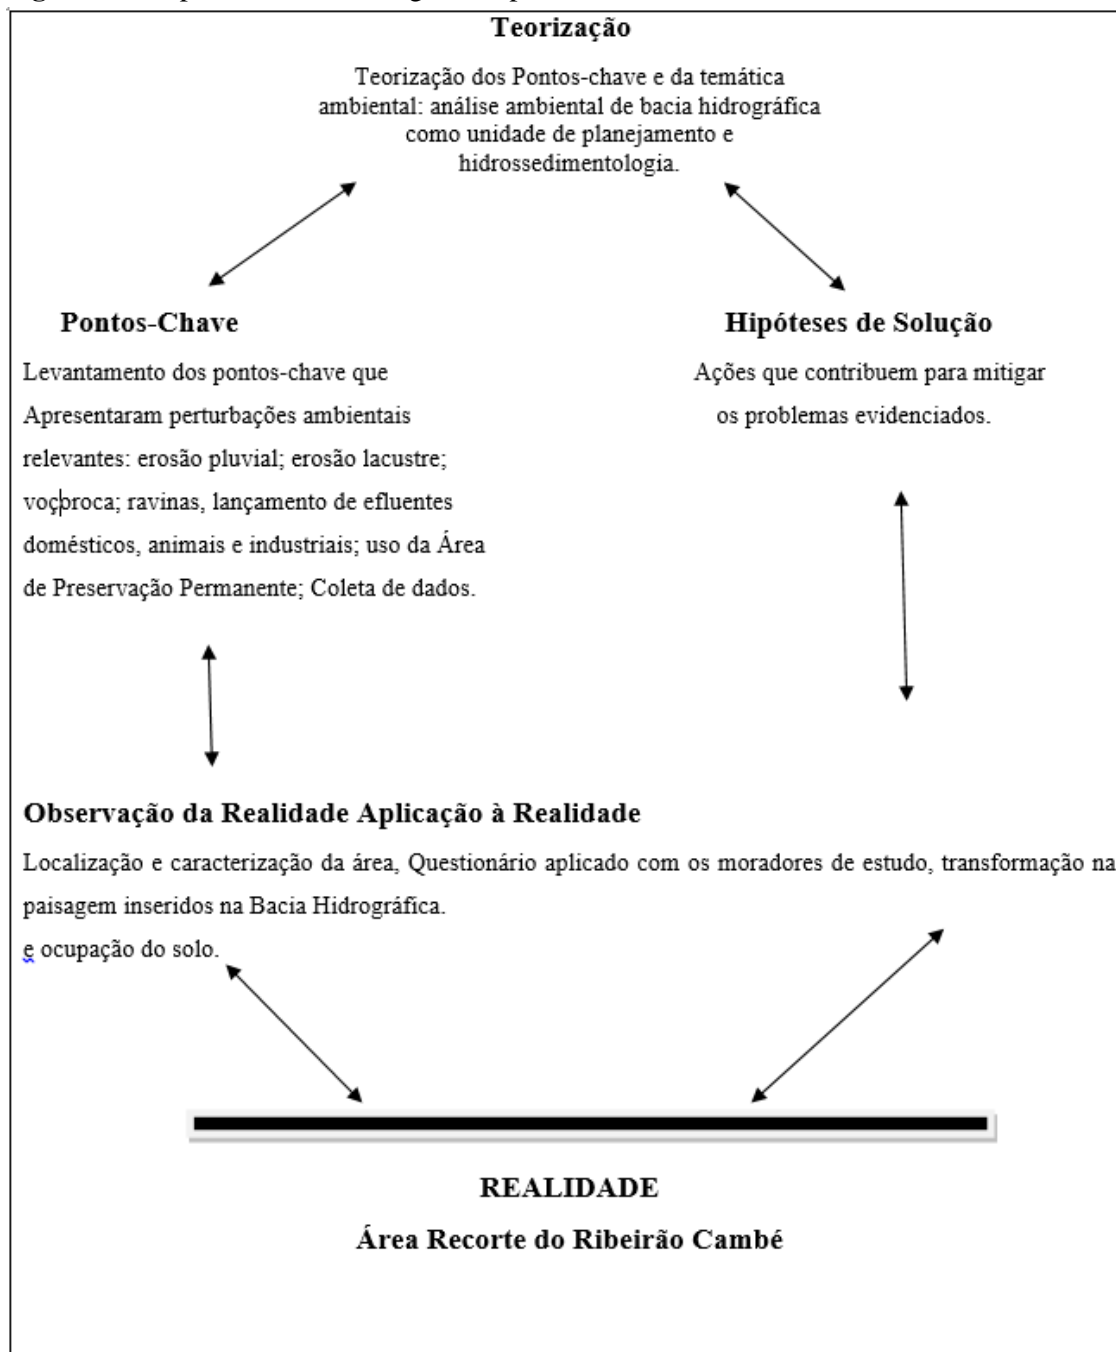 Teorização
Teorização dos Pontos-chave e da temática
ambiental: análise ambiental de bacia hidrográfica
como unidade de planejamento e
hidrossedimentologia.
Pontos-Chave
Levantamento dos pontos-chave que
Apresentaram perturbações ambientais
relevantes: erosão pluvial; erosão lacustre;
voçoroca; ravinas, lançamento de efluentes
domésticos, animais e industriais; uso da Área
de Preservação Permanente; Coleta de dados.
Hipóteses de Solução
Ações que contribuem para mitigar
os problemas evidenciados.
Observação da Realidade Aplicação à Realidade
Localização e caracterização da área, Questionário aplicado com os moradores de estudo, transformação na
paisagem inseridos na Bacia Hidrográfica.
e ocupação do solo.
REALIDADE
Área Recorte do Ribeirão Cambé